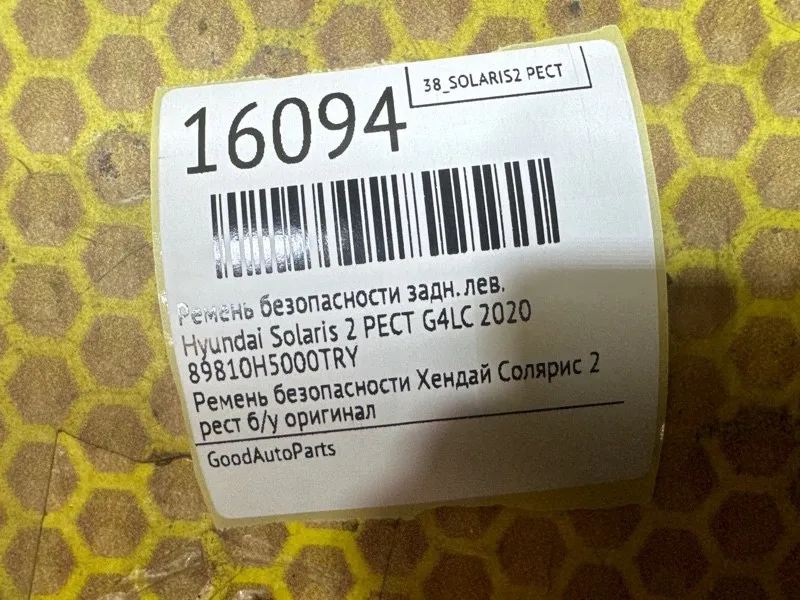 38_SOLARIS2 РЕСТ
16094
Ремень безопасности задн. лев.
Hyundai Solaris 2 РЕСТ G4LC 2020
89810H5000TRY
Ремень безопасности Хендай Солярис 2
рест б/у оригинал
GoodAutoParts